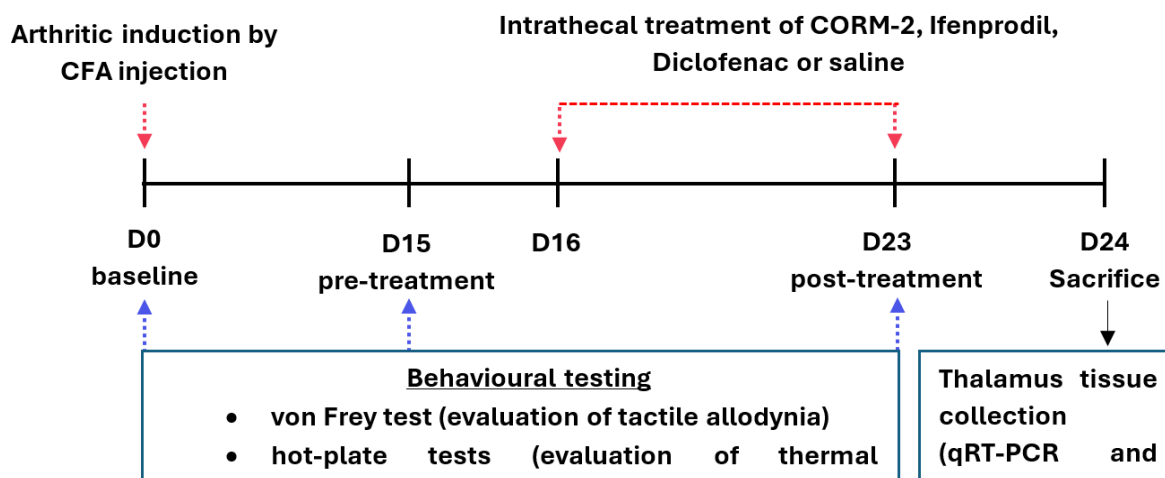 Arthritic induction by
CFA injection
Intrathecal treatment of CORM-2, Ifenprodil,
Diclofenac or saline
D0
baseline
D15
pre-treatment
D16
D23
post-treatment
D24
Sacrifice
Behavioural testing
• von Frey test (evaluation of tactile allodynia)
• hot-plate tests (evaluation of thermal
Thalamus tissue
collection
(qRT-PCR and